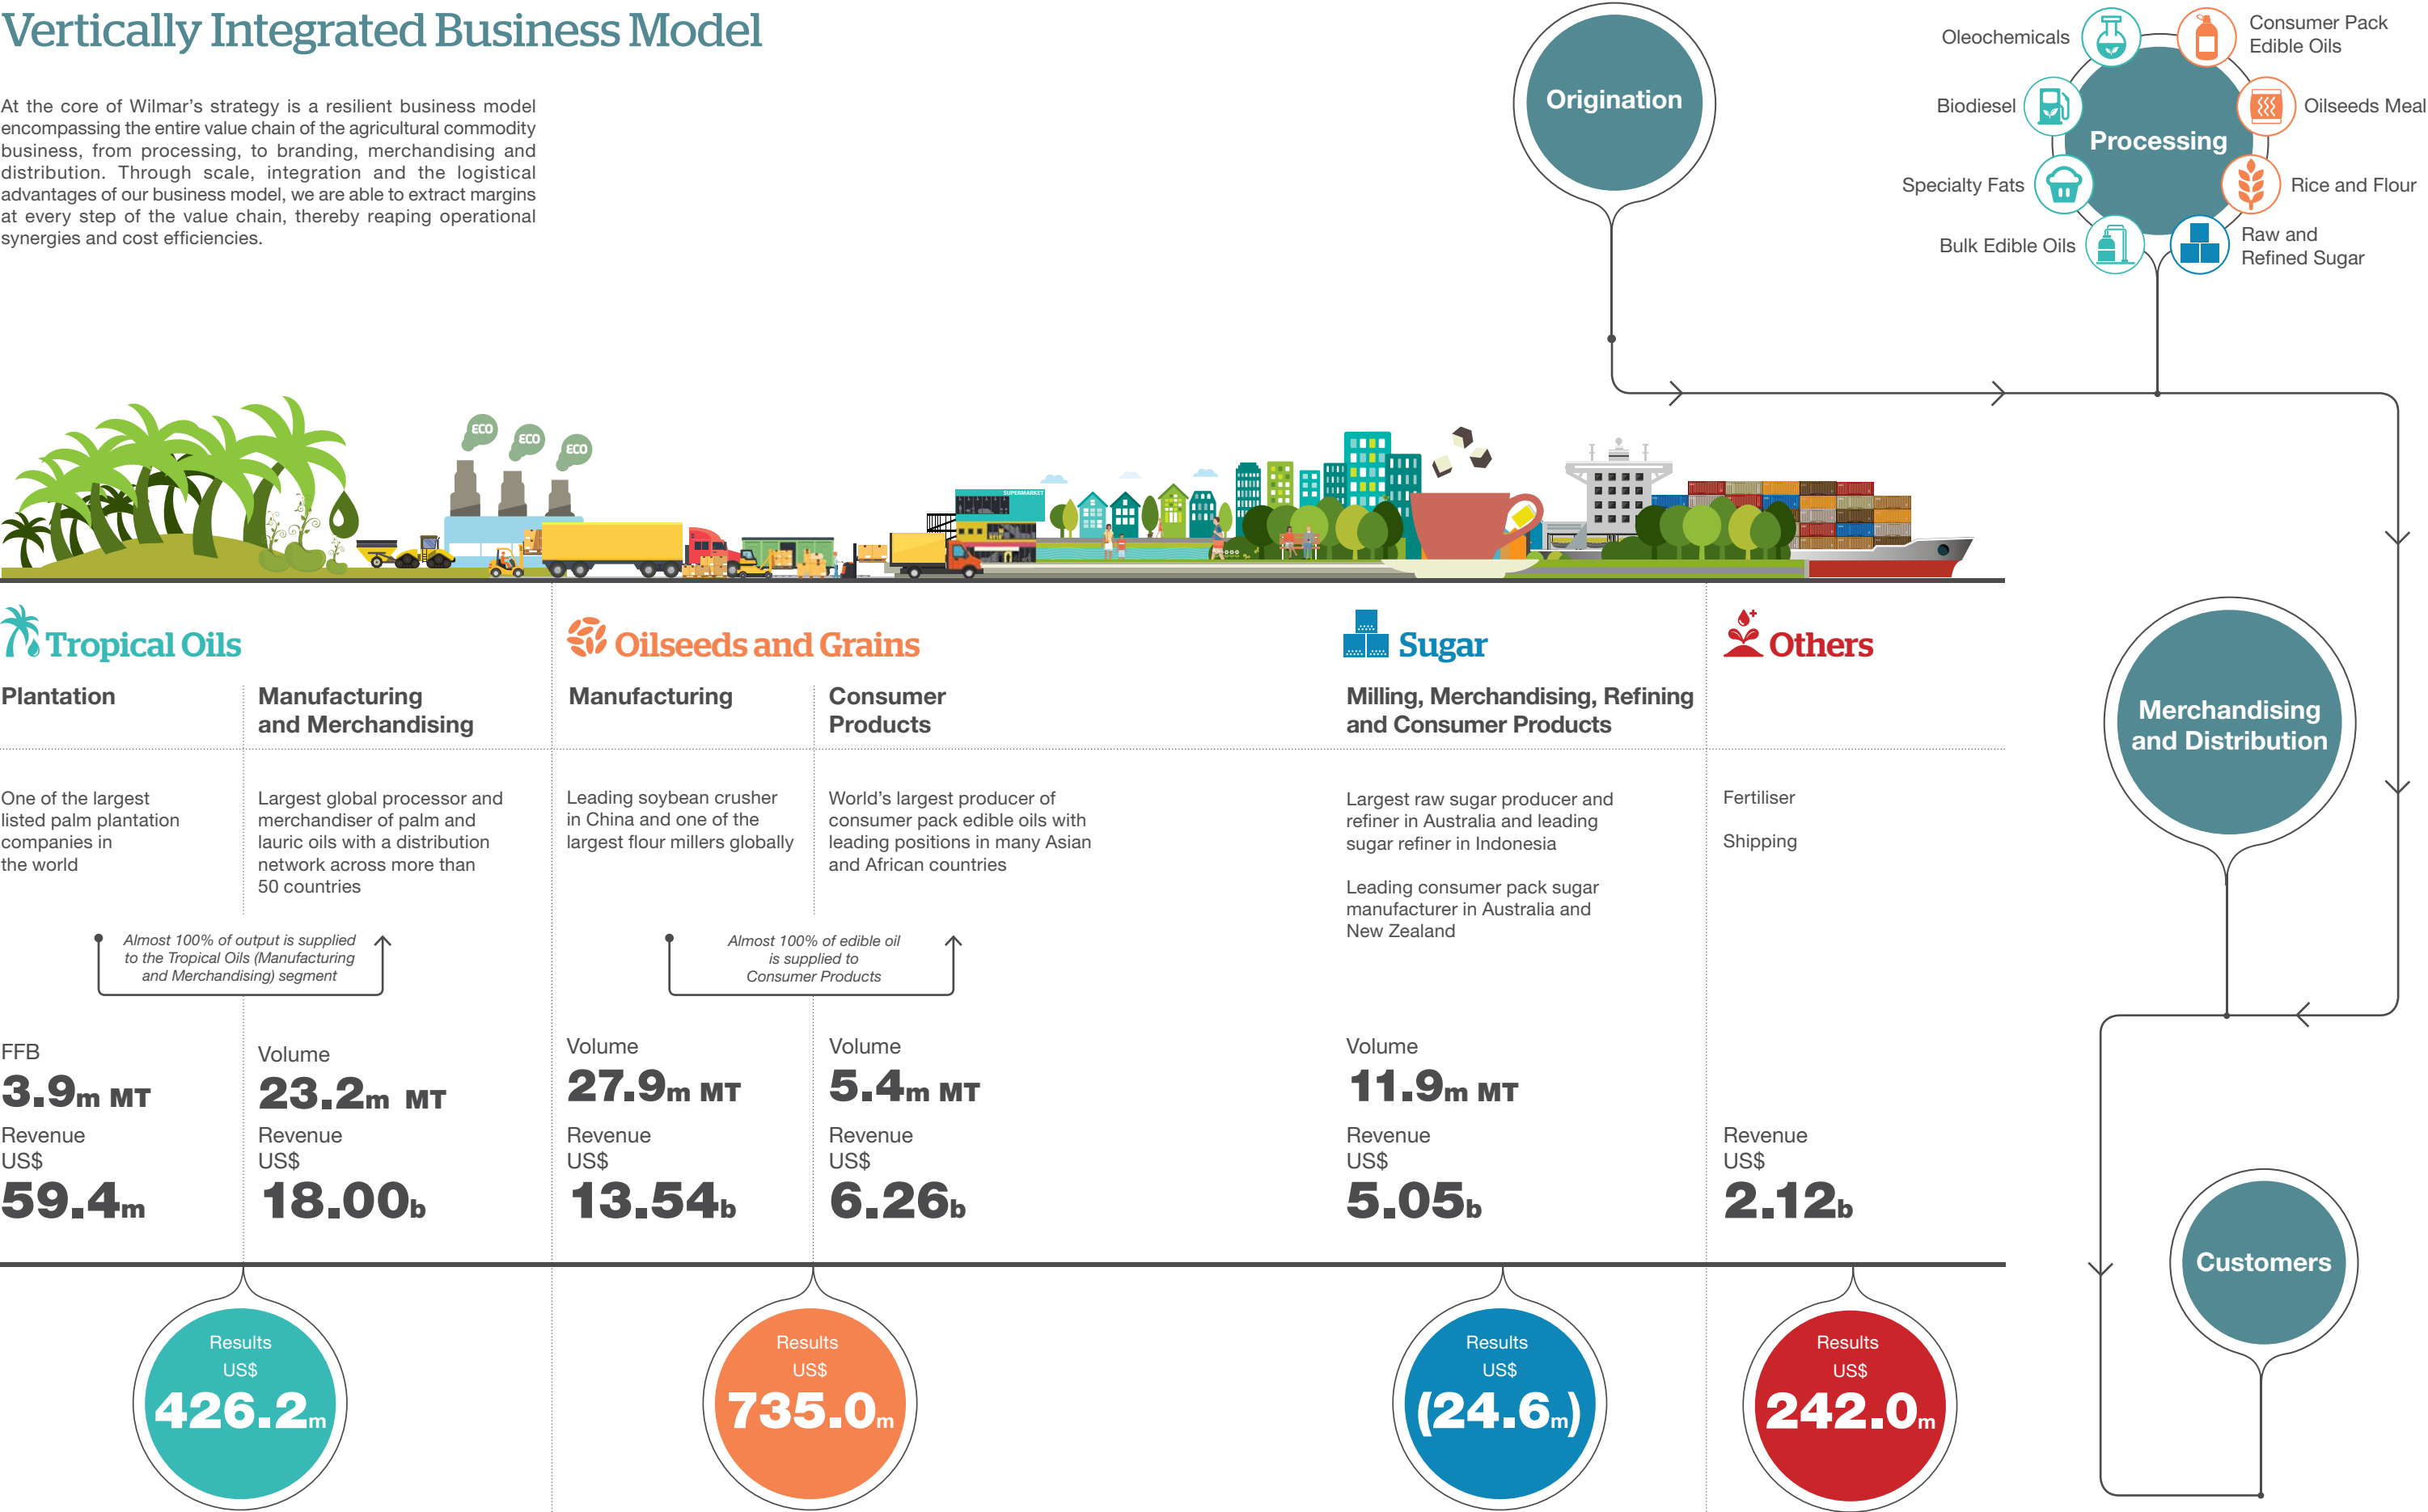 Vertically Integrated Business Model
At the core of Wilmar's strategy is a resilient business model
encompassing the entire value chain of the agricultural commodity
business, from processing, to branding, merchandising and
distribution. Through scale, integration and the logistical
advantages of our business model, we are able to extract margins
at every step of the value chain, thereby reaping operational
synergies and cost efficiencies.
Origination
Processing
Oleochemicals
Biodiesel
Specialty Fats
Bulk Edible Oils
Consumer Pack
Edible Oils
Oilseeds Meal
Rice and Flour
Raw and
Refined Sugar
ECO
ECO
ECO
SUPERMARKET
Tropical Oils
Plantation
One of the largest
listed palm plantation
companies in
the world
Manufacturing
and Merchandising
Largest global processor and
merchandiser of palm and
lauric oils with a distribution
network across more than
50 countries
Almost 100% of output is supplied
to the Tropical Oils (Manufacturing
and Merchandising) segment
FFB
3.9m MT
Revenue
US$
59.4m
Volume
23.2m MT
Revenue
US$
18.00b
Results
US$
426.2m
Oilseeds and Grains
Manufacturing
Leading soybean crusher
in China and one of the
largest flour millers globally
Consumer
Products
World's largest producer of
consumer pack edible oils with
leading positions in many Asian
and African countries
Almost 100% of edible oil
is supplied to
Consumer Products
Volume
27.9m MT
Revenue
US$
13.54b
Volume
5.4m MT
Revenue
US$
6.26b
Results
US$
735.0m
Sugar
Milling, Merchandising, Refining
and Consumer Products
Largest raw sugar producer and
refiner in Australia and leading
sugar refiner in Indonesia
Leading consumer pack sugar
manufacturer in Australia and
New Zealand
Volume
11.9m MT
Revenue
US$
5.05b
Results
US$
(24.6m)
Others
Fertiliser
Shipping
Revenue
US$
2.12b
Results
US$
242.0m
Merchandising
and Distribution
Customers